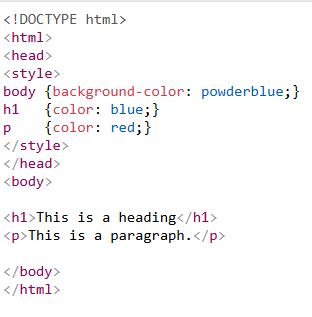 <!DOCTYPE html>
<html>
<head>
<style>
body {background-color: powderblue;}
h1   {color: blue;}
p    {color: red;}
</style>
</head>
<body>

<h1>This is a heading</h1>
<p>This is a paragraph.</p>

</body>
</html>